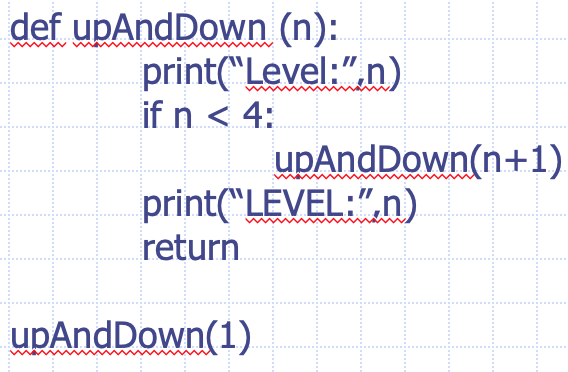 def upAndDown (n):
print(“Level:”,n)
if n < 4:
upAndDown(n+1)
print(“LEVEL:”,n)
return
upAndDown(1)